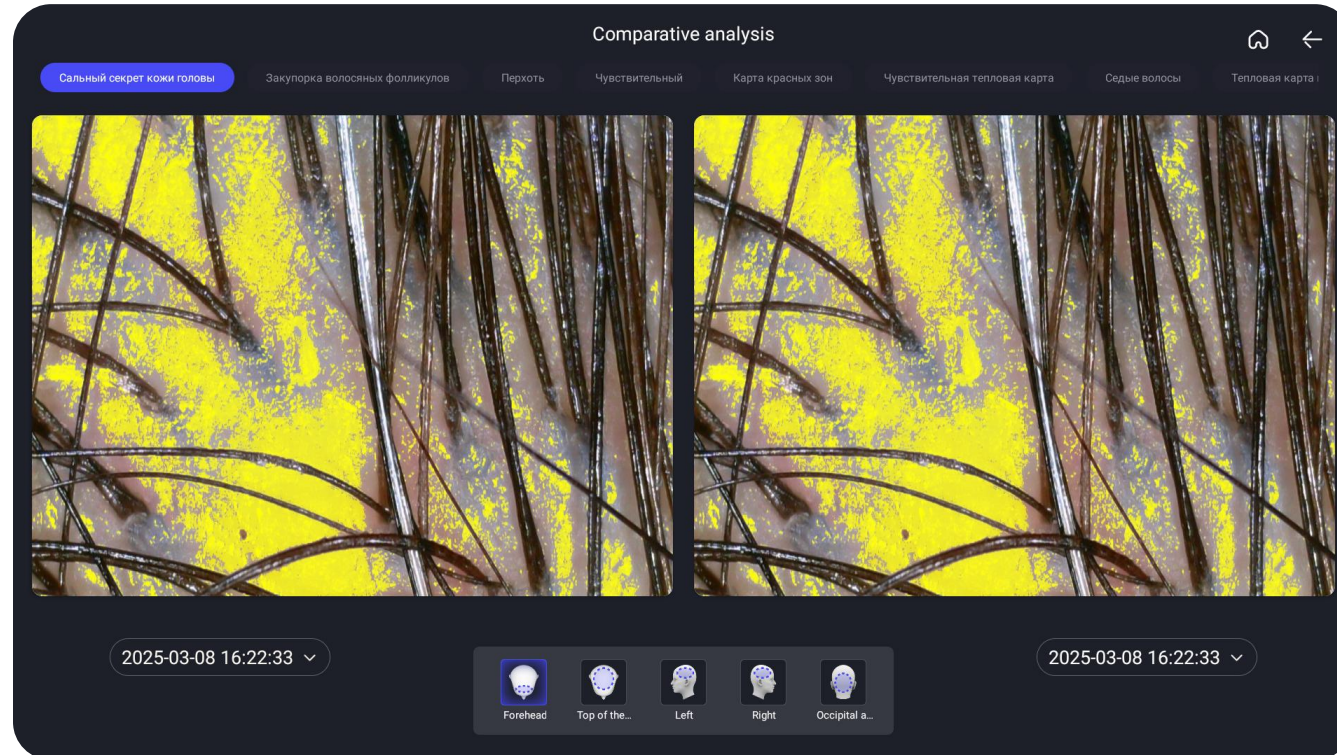 Comparative analysis
Сальный секрет кожи головы Закупорка волосяных фолликулов Перхоть Чувствительный Карта красных зон Чувствительная тепловая карта Седые волосы Тепловая карта
2025-03-08 16:22:33 2025-03-08 16:22:33
Forehead Top of the... Left Right Occipital a...